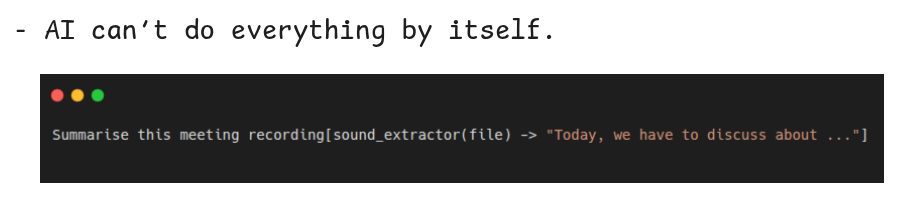 - AI can't do everything by itself.
Summarise this meeting recording[sound_extractor(file) -> "Today, we have to discuss about ..."]